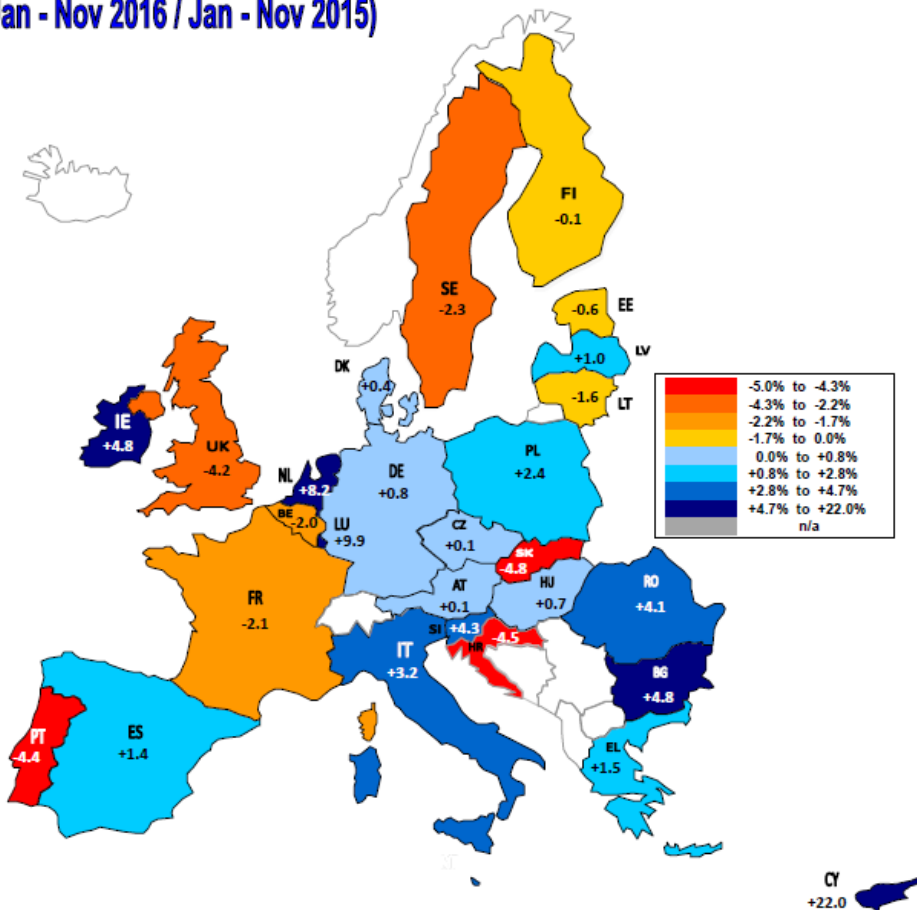 an - Nov 2016 / Jan - Nov 2015)
FI
-0.1
SE
-2.3
-0.6
EE
+1.0
LV
-1.6
LT
DK
+0.4
IE
+4.8
UK
-4.2
NL
+8.2
DE
+0.8
PL
+2.4
BE
-2.0
LU
+9.9
CZ
+0.1
SK
-4.8
AT
+0.1
HU
+0.7
RO
+4.1
FR
-2.1
SI
+4.3
HR
-4.5
IT
+3.2
BG
+4.8
PT
-4.4
ES
+1.4
EL
+1.5
CY
+22.0
-5.0% to -4.3%
-4.3% to -2.2%
-2.2% to -1.7%
-1.7% to 0.0%
0.0% to +0.8%
+0.8% to +2.8%
+2.8% to +4.7%
+4.7% to +22.0%
n/a